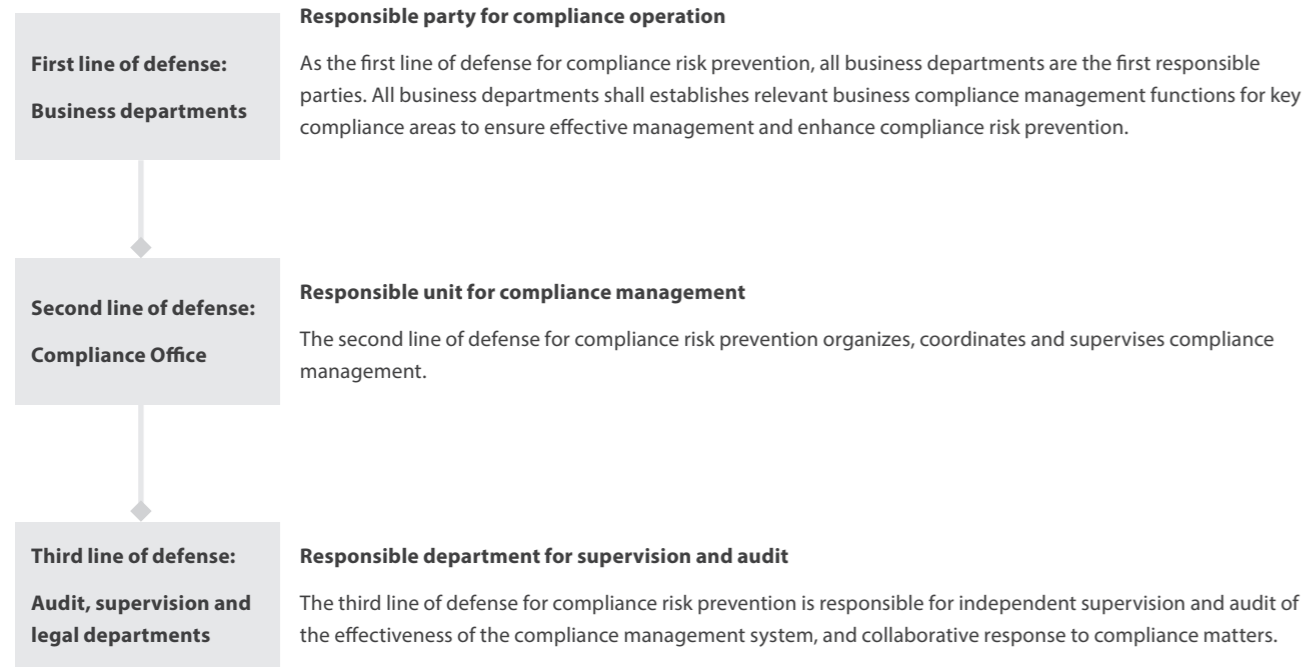 First line of defense:
Business departments
Responsible party for compliance operation
As the first line of defense for compliance risk prevention, all business departments are the first responsible
parties. All business departments shall establishes relevant business compliance management functions for key
compliance areas to ensure effective management and enhance compliance risk prevention.
Second line of defense:
Compliance Office
Responsible unit for compliance management
The second line of defense for compliance risk prevention organizes, coordinates and supervises compliance
management.
Third line of defense:
Audit, supervision and
legal departments
Responsible department for supervision and audit
The third line of defense for compliance risk prevention is responsible for independent supervision and audit of
the effectiveness of the compliance management system, and collaborative response to compliance matters.